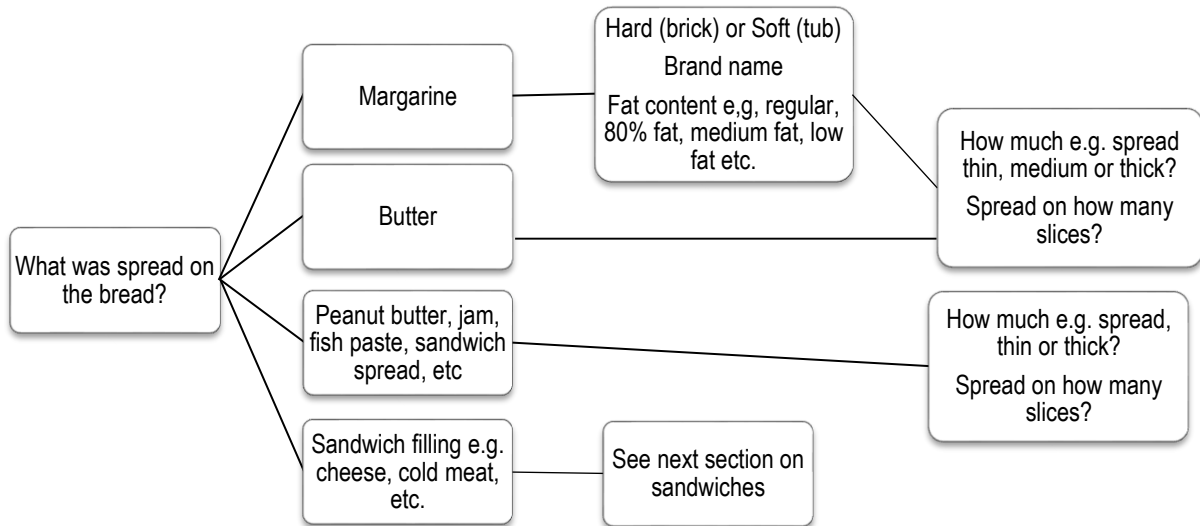 What was spread on
the bread?
Margarine
Hard (brick) or Soft (tub)
Brand name
Fat content e,g, regular,
80% fat, medium fat, low
fat etc.
Butter
How much e.g. spread
thin, medium or thick?
Spread on how many
slices?
Peanut butter, jam,
fish paste, sandwich
spread, etc
How much e.g. spread,
thin or thick?
Spread on how many
slices?
Sandwich filling e.g.
cheese, cold meat,
etc.
See next section on
sandwiches